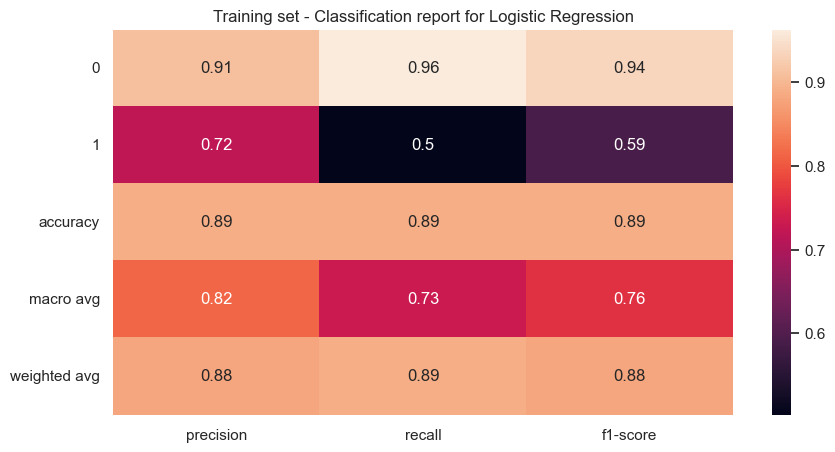 Training set - Classification report for Logistic Regression
0 0.91 0.96 0.94
1 0.72 0.5 0.59
accuracy 0.89 0.89 0.89
macro avg 0.82 0.73 0.76
weighted avg 0.88 0.89 0.88
precision recall f1-score
0.9
0.8
0.7
0.6